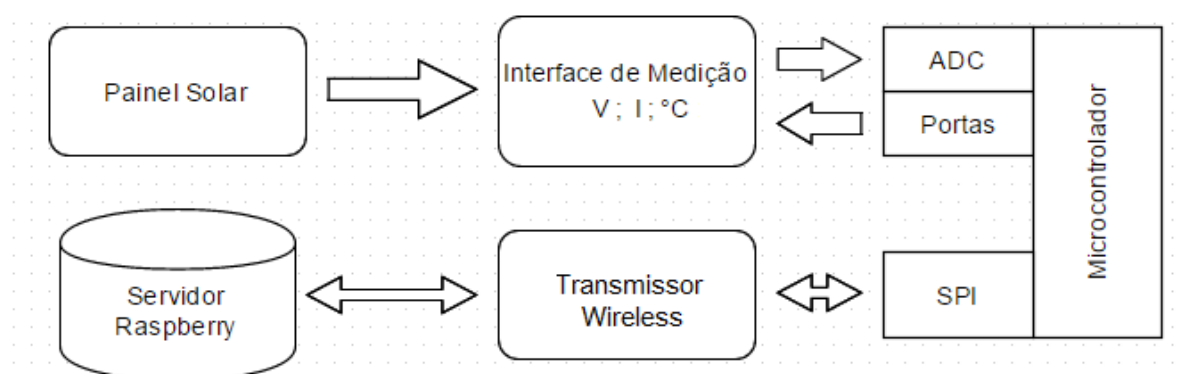 Painel Solar
Interface de Medição
V ; I ; °C
ADC
Portas
Microcontrolador
Servidor
Raspberry
Transmissor
Wireless
SPI